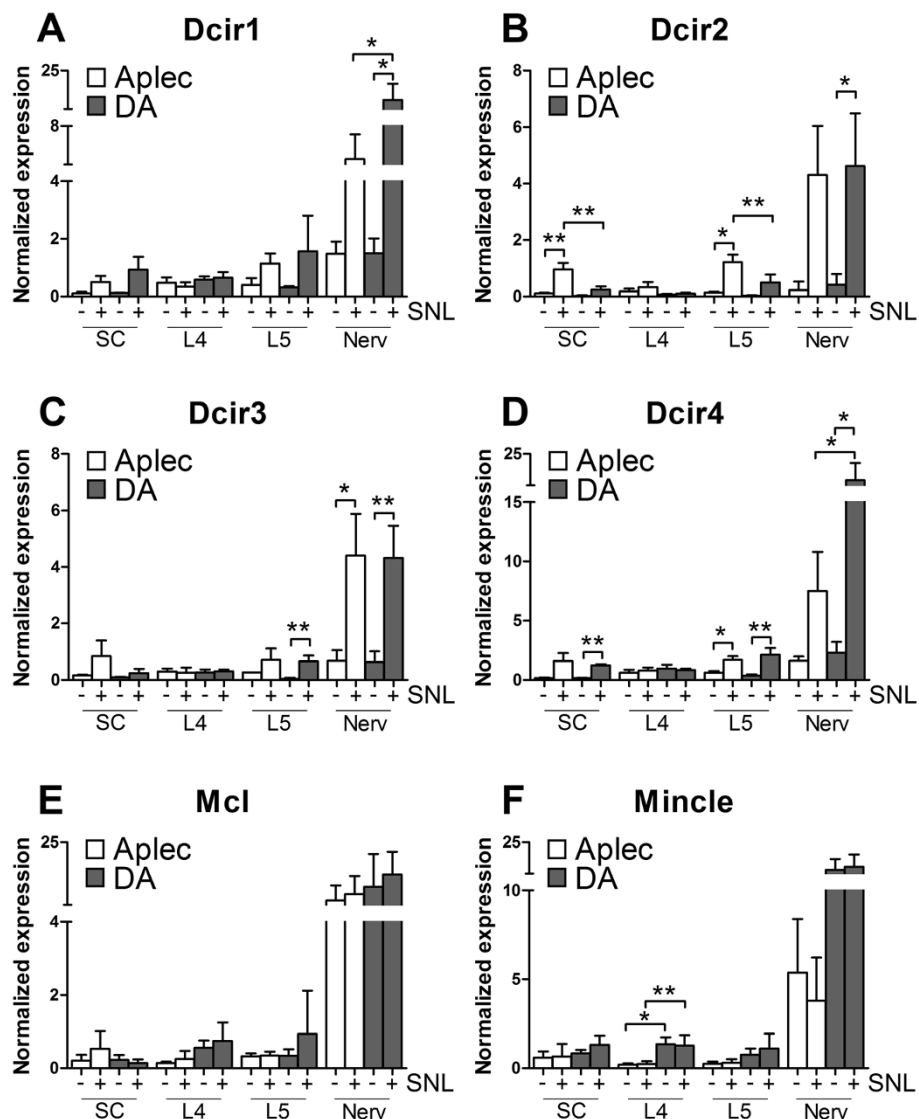 A Dcir1
Normalized expression
25
8
4
2
0
Aplec
DA
*
*
- + - + - + - + - + - + - + - + SNL
SC L4 L5 Nerv
B Dcir2
Normalized expression
8
6
4
2
0
Aplec
DA
*
**
**
**
*
- + - + - + - + - + - + - + - + SNL
SC L4 L5 Nerv
C Dcir3
Normalized expression
8
6
4
2
0
Aplec
DA
* **
**
- + - + - + - + - + - + - + - + SNL
SC L4 L5 Nerv
D Dcir4
Normalized expression
25
15
10
5
0
Aplec
DA
*
*
** * **
- + - + - + - + - + - + - + - + SNL
SC L4 L5 Nerv
E Mcl
Normalized expression
25
4
2
0
Aplec
DA
- + - + - + - + - + - + - + - + SNL
SC L4 L5 Nerv
F Mincle
Normalized expression
25
10
5
0
Aplec
DA
**
*
- + - + - + - + - + - + - + - + SNL
SC L4 L5 Nerv